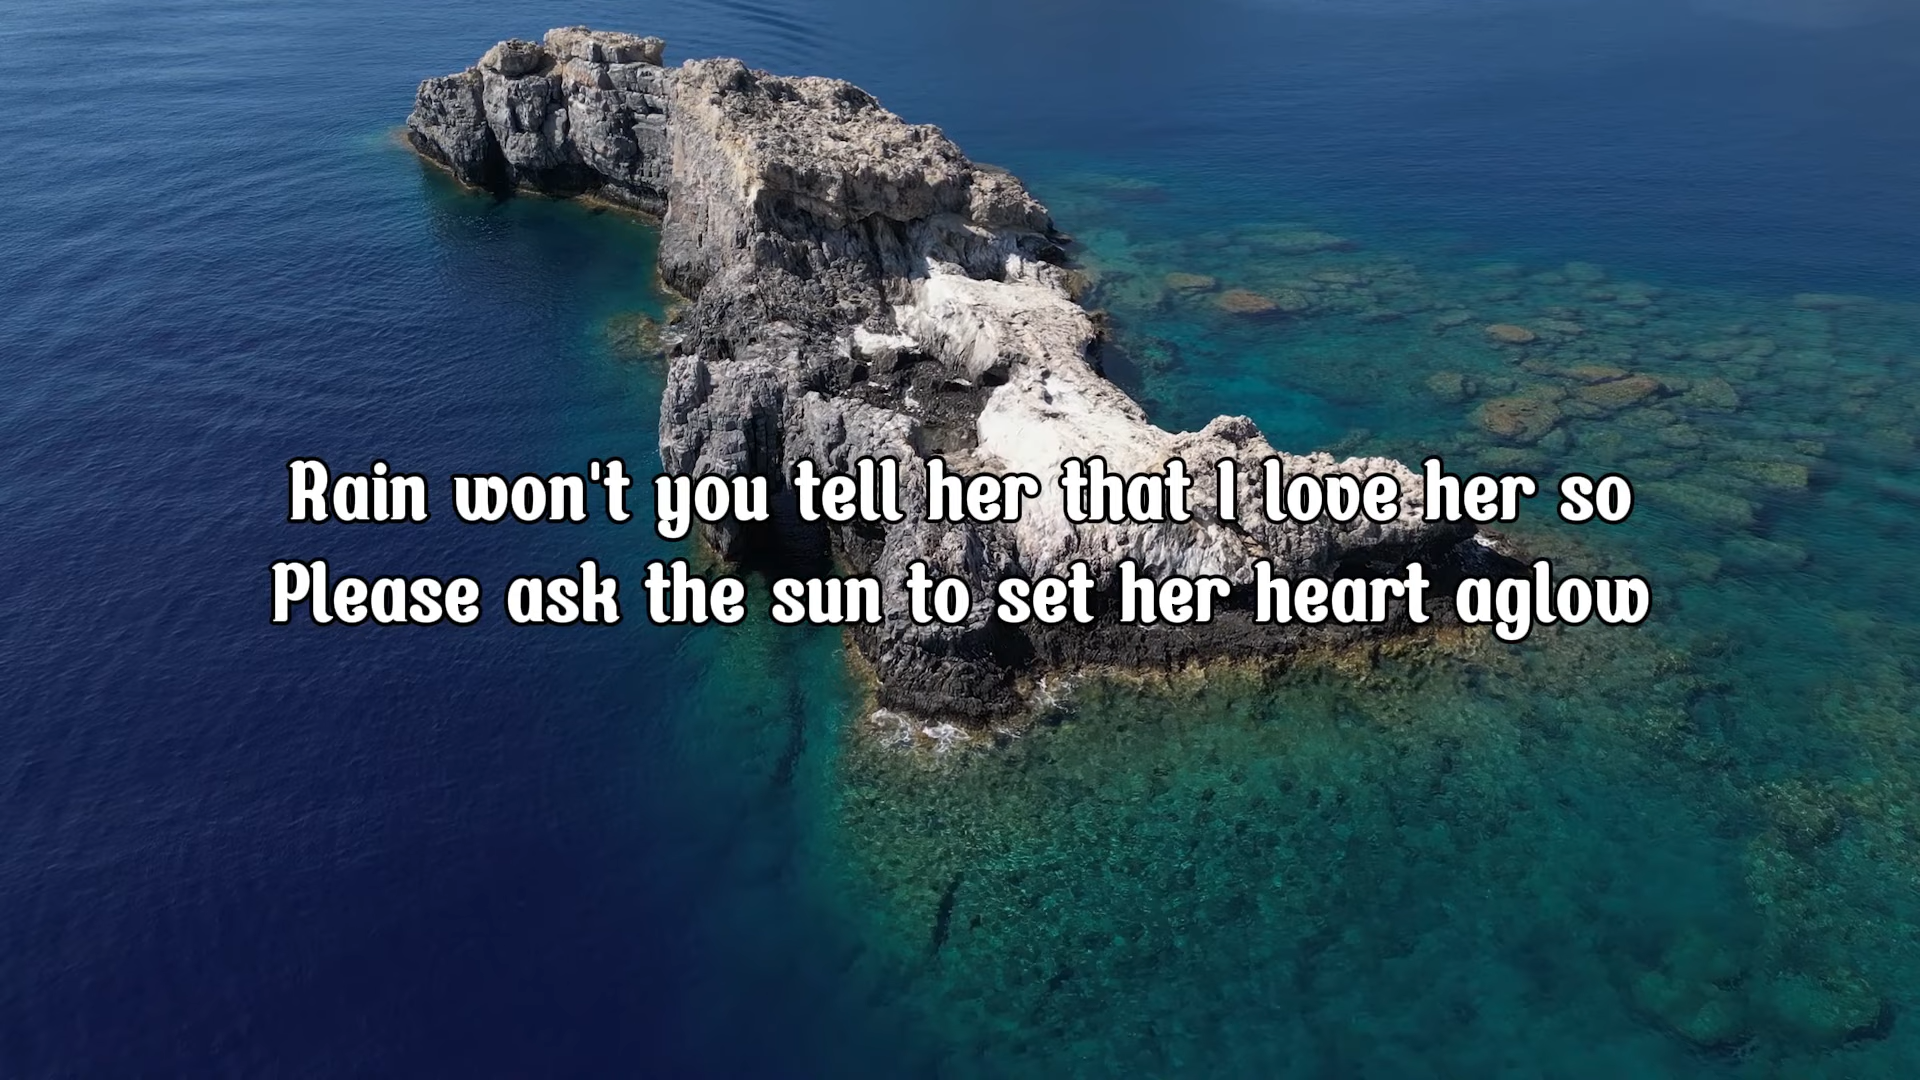 Rain won't you tell her that I love her so
Please ask the sun to set her heart aglow